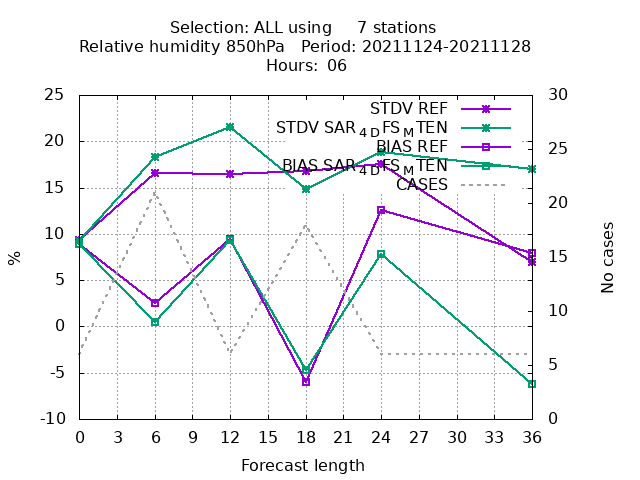 Selection: ALL using     7 stations
Relative humidity 850hPa   Period: 20211124-20211128
Hours: 06
25
20
15
10
5
0
-5
-10
%
30
25
20
15
10
5
0
No cases
STDV REF
STDV SAR4DFSMTEN
BIAS REF
BIAS SAR4DFSMTEN
CASES
0 3 6 9 12 15 18 21 24 27 30 33 36
Forecast length